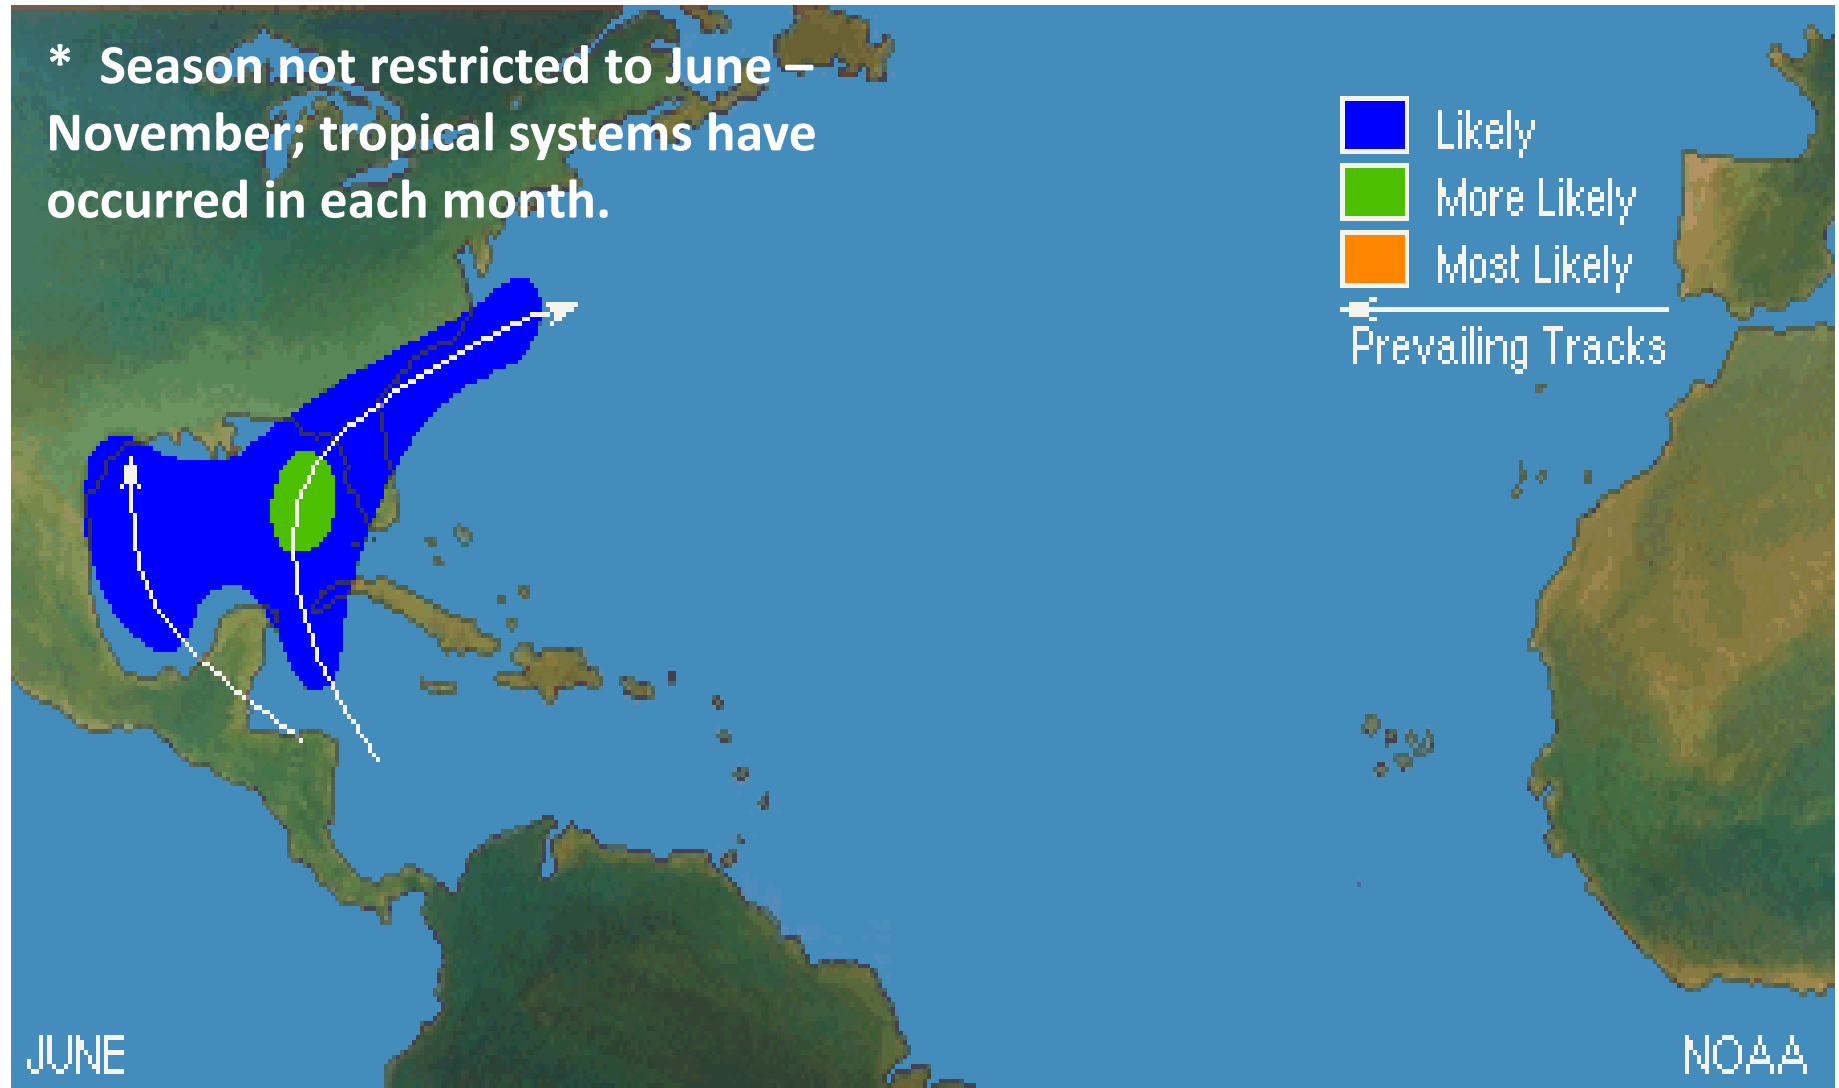 * Season not restricted to June –
November; tropical systems have
occurred in each month.
Likely
More Likely
Most Likely
Prevailing Tracks
JUNE
NOAA